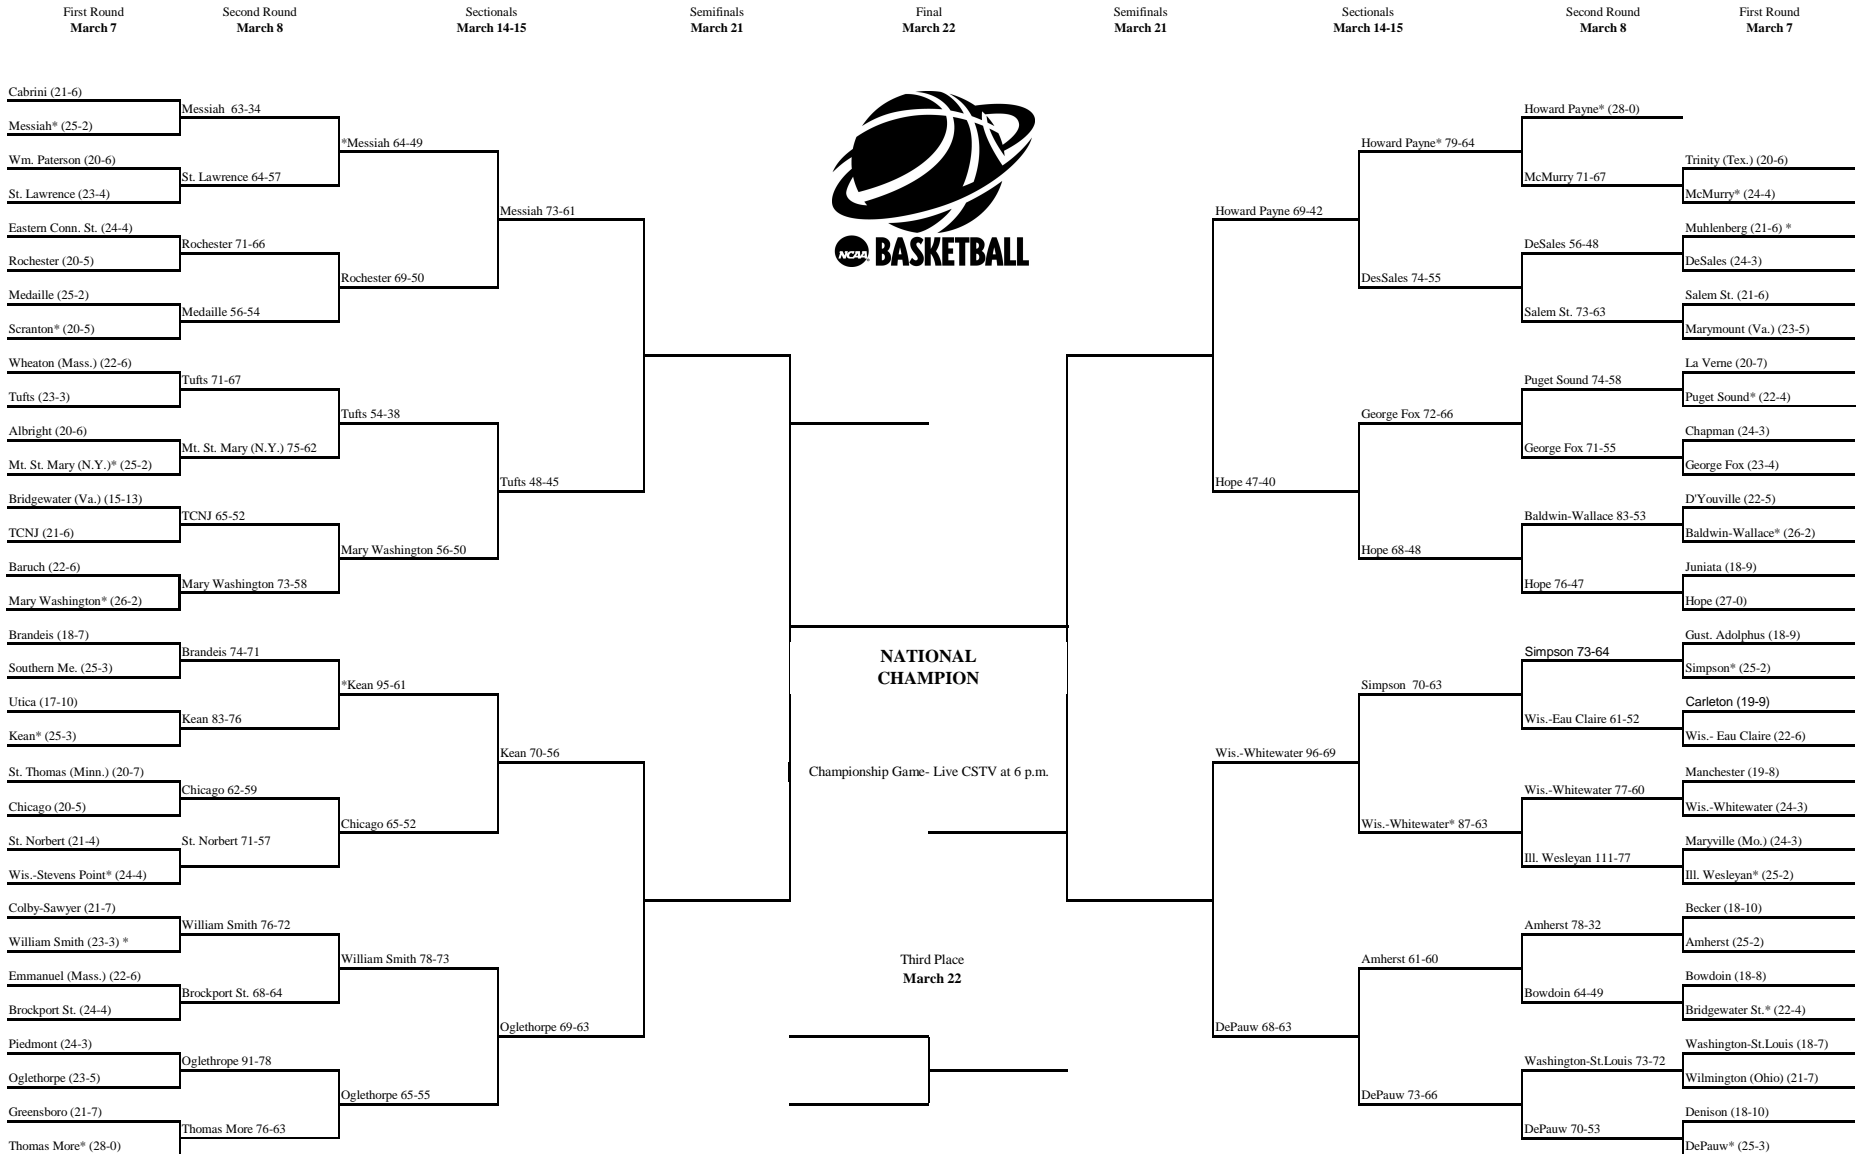 First Round
March 7
Second Round
March 8
Sectionals
March 14-15
Semifinals
March 21
Final
March 22
Semifinals
March 21
Sectionals
March 14-15
Second Round
March 8
First Round
March 7
Cabrini (21-6)
Messiah* (25-2)
Wm. Paterson (20-6)
St. Lawrence (23-4)
Eastern Conn. St. (24-4)
Rochester (20-5)
Medaille (25-2)
Scranton* (20-5)
Wheaton (Mass.) (22-6)
Tufts (23-3)
Albright (20-6)
Mt. St. Mary (N.Y.)* (25-2)
Bridgewater (Va.) (15-13)
TCNJ (21-6)
Baruch (22-6)
Mary Washington* (26-2)
Brandeis (18-7)
Southern Me. (25-3)
Utica (17-10)
Kean* (25-3)
St. Thomas (Minn.) (20-7)
Chicago (20-5)
St. Norbert (21-4)
Wis.-Stevens Point* (24-4)
Colby-Sawyer (21-7)
William Smith (23-3) *
Emmanuel (Mass.) (22-6)
Brockport St. (24-4)
Piedmont (24-3)
Oglethorpe (23-5)
Greensboro (21-7)
Thomas More* (28-0)
Messiah 63-34
St. Lawrence 64-57
Rochester 71-66
Medaille 56-54
Tufts 71-67
Mt. St. Mary (N.Y.) 75-62
TCNJ 65-52
Mary Washington 73-58
Brandeis 74-71
Kean 83-76
Chicago 62-59
St. Norbert 71-57
William Smith 76-72
Brockport St. 68-64
Oglethrope 91-78
Thomas More 76-63
*Messiah 64-49
Rochester 69-50
Tufts 54-38
Mary Washington 56-50
*Kean 95-61
Chicago 65-52
William Smith 78-73
Oglethorpe 65-55
Messiah 73-61
Tufts 48-45
Kean 70-56
Oglethorpe 69-63
NCAA BASKETBALL
NATIONAL
CHAMPION
Championship Game- Live CSTV at 6 p.m.
Third Place
March 22
Howard Payne 69-42
Hope 47-40
Wis.-Whitewater 96-69
DePauw 68-63
Howard Payne* 79-64
DesSales 74-55
George Fox 72-66
Hope 68-48
Simpson 70-63
Wis.-Whitewater* 87-63
Amherst 61-60
DePauw 73-66
Howard Payne* (28-0)
McMurry 71-67
DeSales 56-48
Salem St. 73-63
Puget Sound 74-58
George Fox 71-55
Baldwin-Wallace 83-53
Hope 76-47
Simpson 73-64
Wis.-Eau Claire 61-52
Wis.-Whitewater 77-60
Ill. Wesleyan 111-77
Amherst 78-32
Bowdoin 64-49
Washington-St.Louis 73-72
DePauw 70-53
Trinity (Tex.) (20-6)
McMurry* (24-4)
Muhlenberg (21-6) *
DeSales (24-3)
Salem St. (21-6)
Marymount (Va.) (23-5)
La Verne (20-7)
Puget Sound* (22-4)
Chapman (24-3)
George Fox (23-4)
D'Youville (22-5)
Baldwin-Wallace* (26-2)
Juniata (18-9)
Hope (27-0)
Gust. Adolphus (18-9)
Simpson* (25-2)
Carleton (19-9)
Wis.- Eau Claire (22-6)
Manchester (19-8)
Wis.-Whitewater (24-3)
Maryville (Mo.) (24-3)
Ill. Wesleyan* (25-2)
Becker (18-10)
Amherst (25-2)
Bowdoin (18-8)
Bridgewater St.* (22-4)
Washington-St.Louis (18-7)
Wilmington (Ohio) (21-7)
Denison (18-10)
DePauw* (25-3)